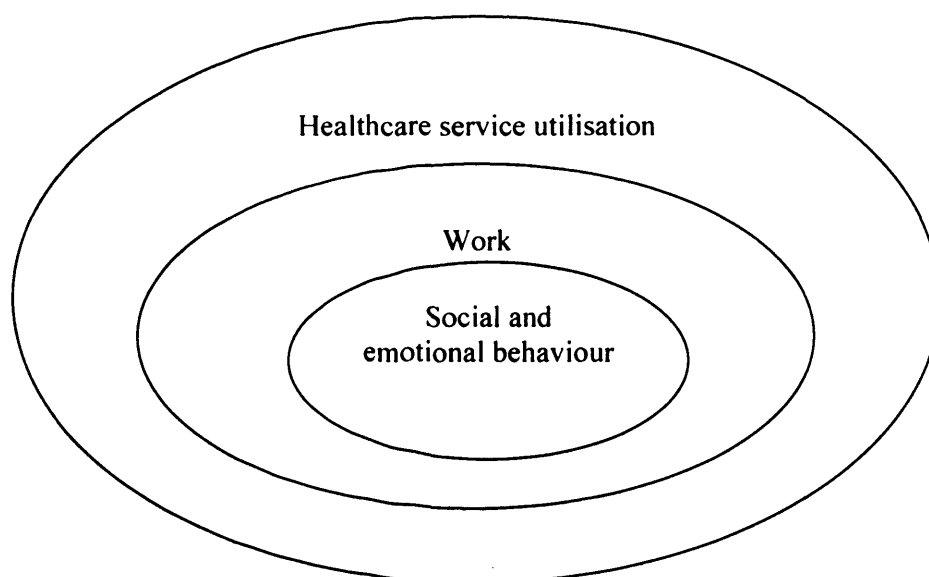 Healthcare service utilisation
Work
Social and
emotional behaviour